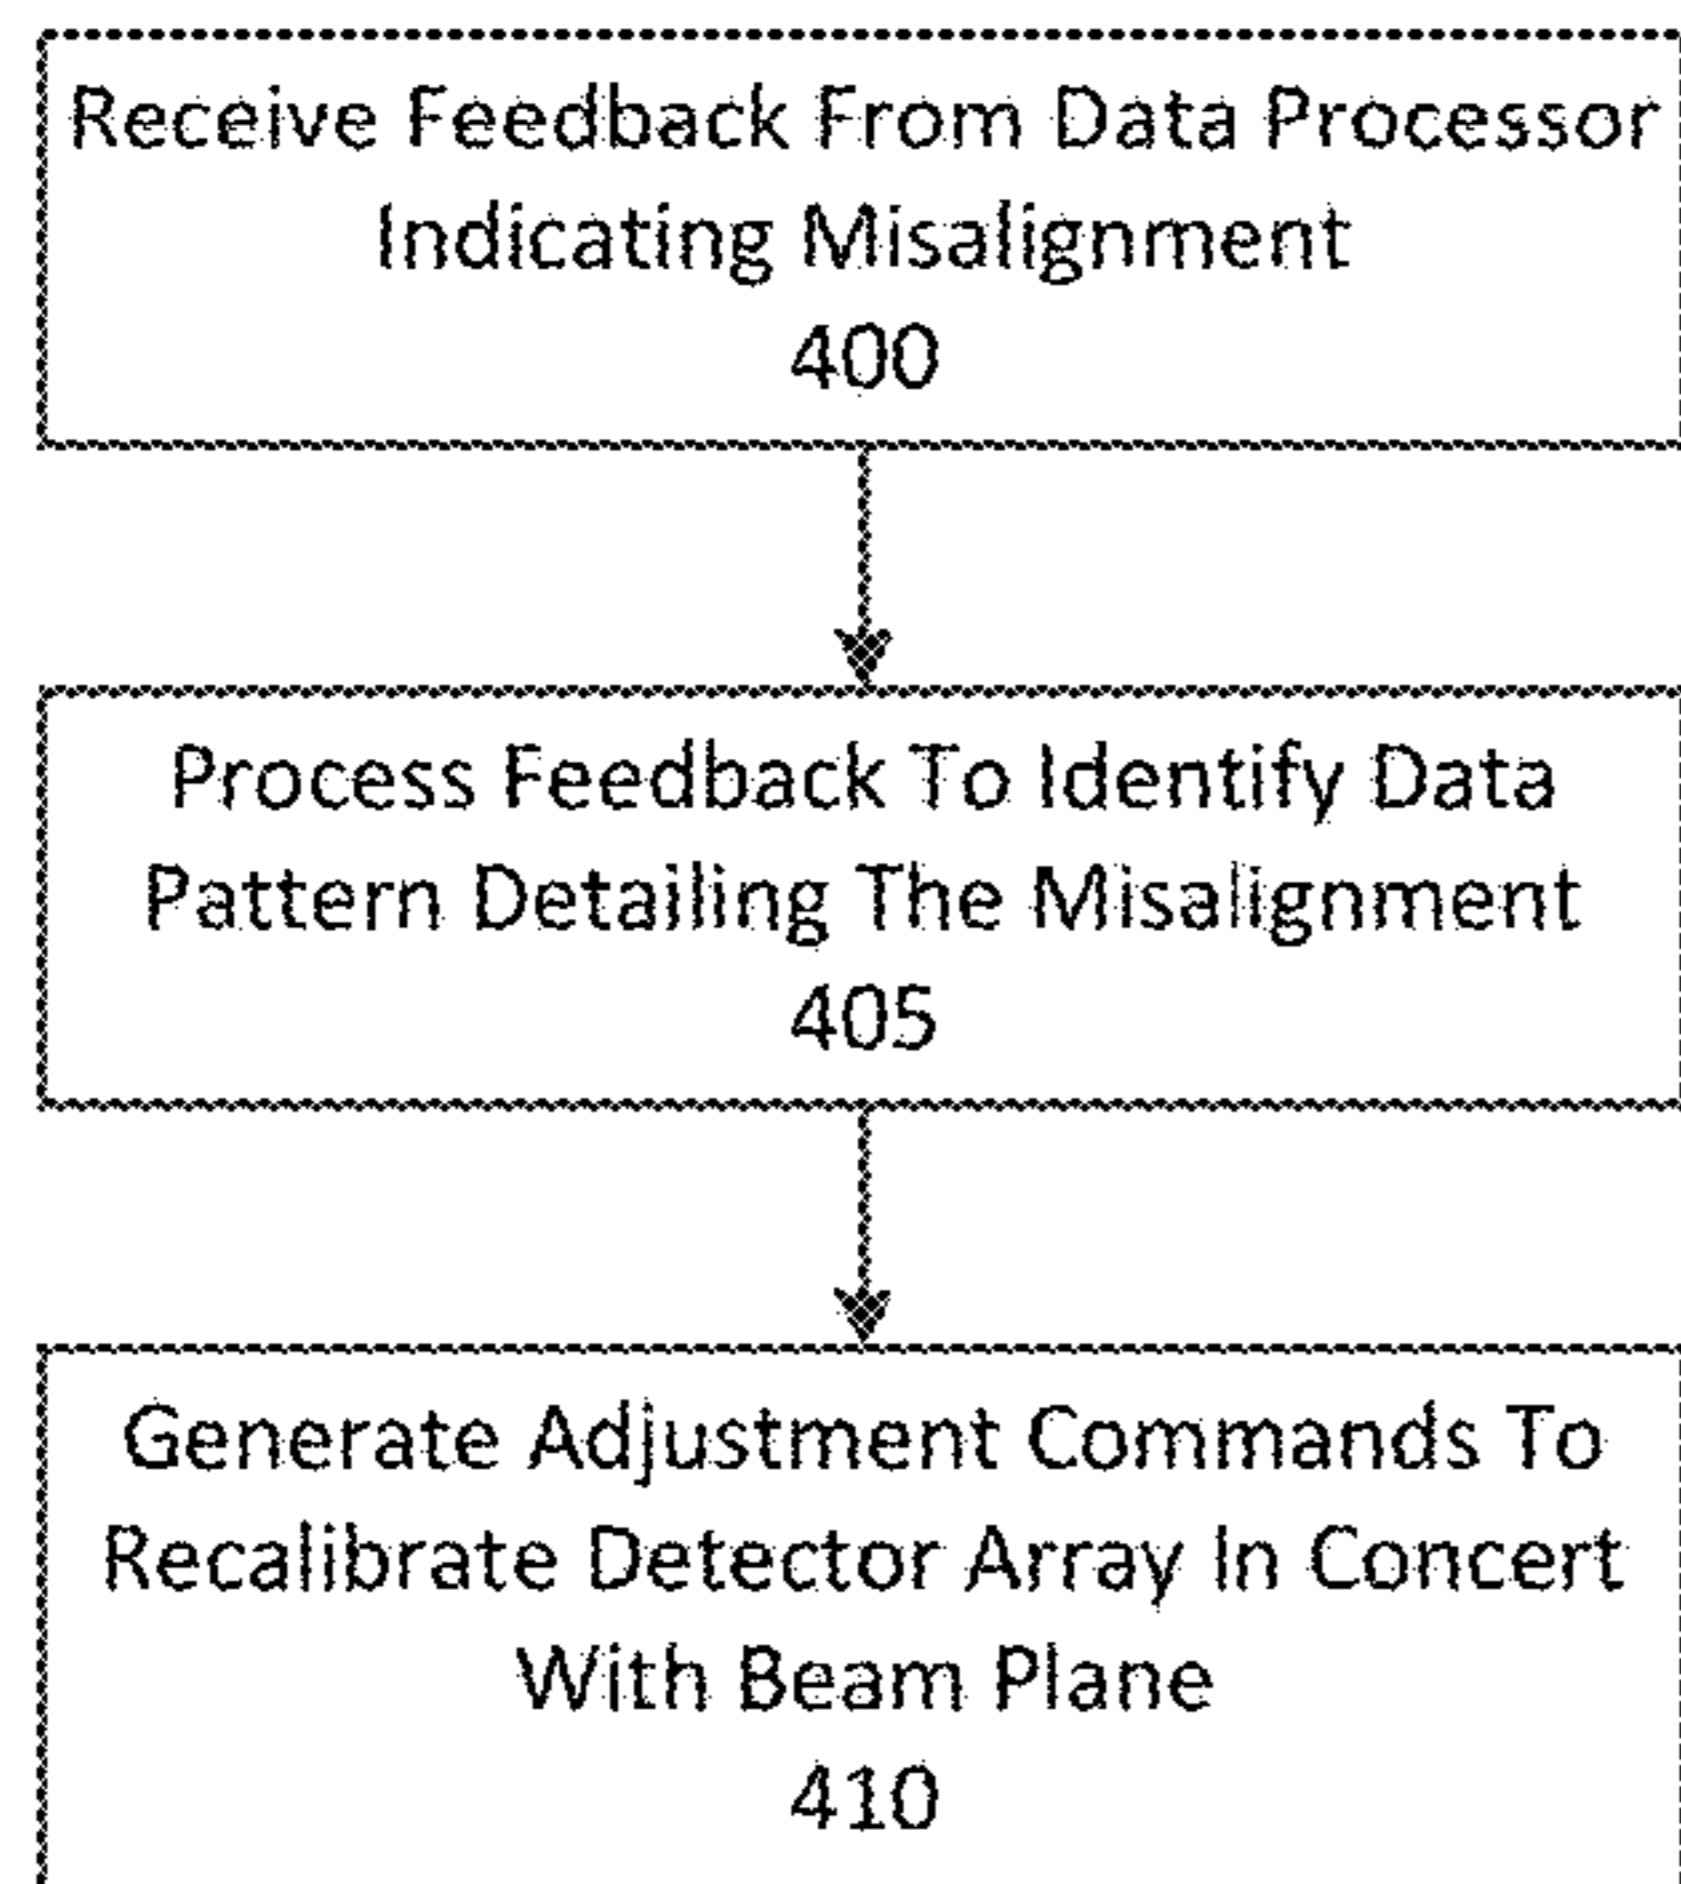 Receive Feedback From Data Processor
Indicating Misalignment
400
Process Feedback To Identify Data
Pattern Detailing The Misalignment
405
Generate Adjustment Commands To
Recalibrate Detector Array In Concert
With Beam Plane
410